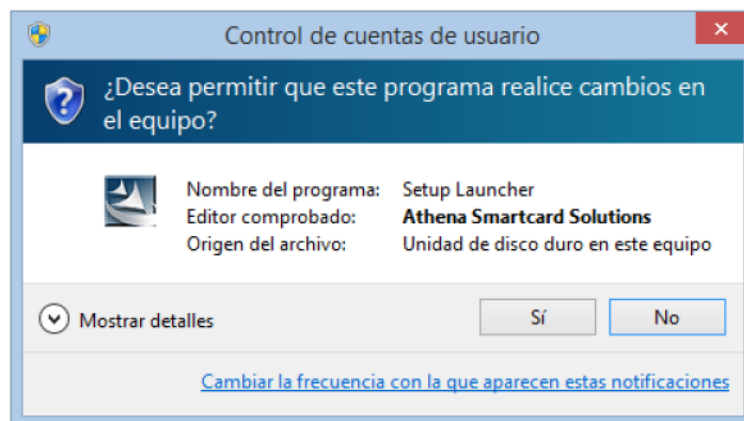 Control de cuentas de usuario
¿Desea permitir que este programa realice cambios en
el equipo?
Nombre del programa: Setup Launcher
Editor comprobado: Athena Smartcard Solutions
Origen del archivo: Unidad de disco duro en este equipo
Mostrar detalles Sí No
Cambiar la frecuencia con la que aparecen estas notificaciones